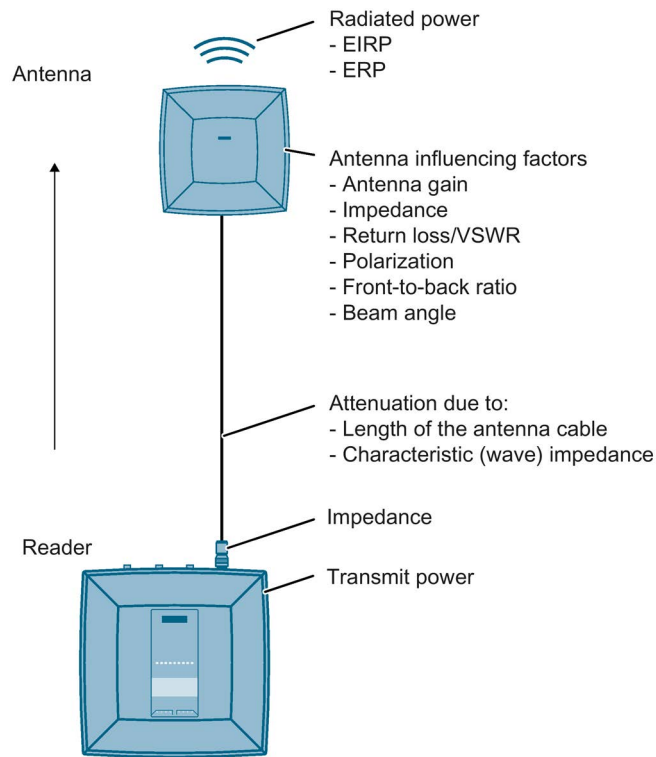 Radiated power
- EIRP
- ERP
Antenna
Antenna influencing factors
- Antenna gain
- Impedance
- Return loss/VSWR
- Polarization
- Front-to-back ratio
- Beam angle
Attenuation due to:
- Length of the antenna cable
- Characteristic (wave) impedance
Impedance
Reader
Transmit power